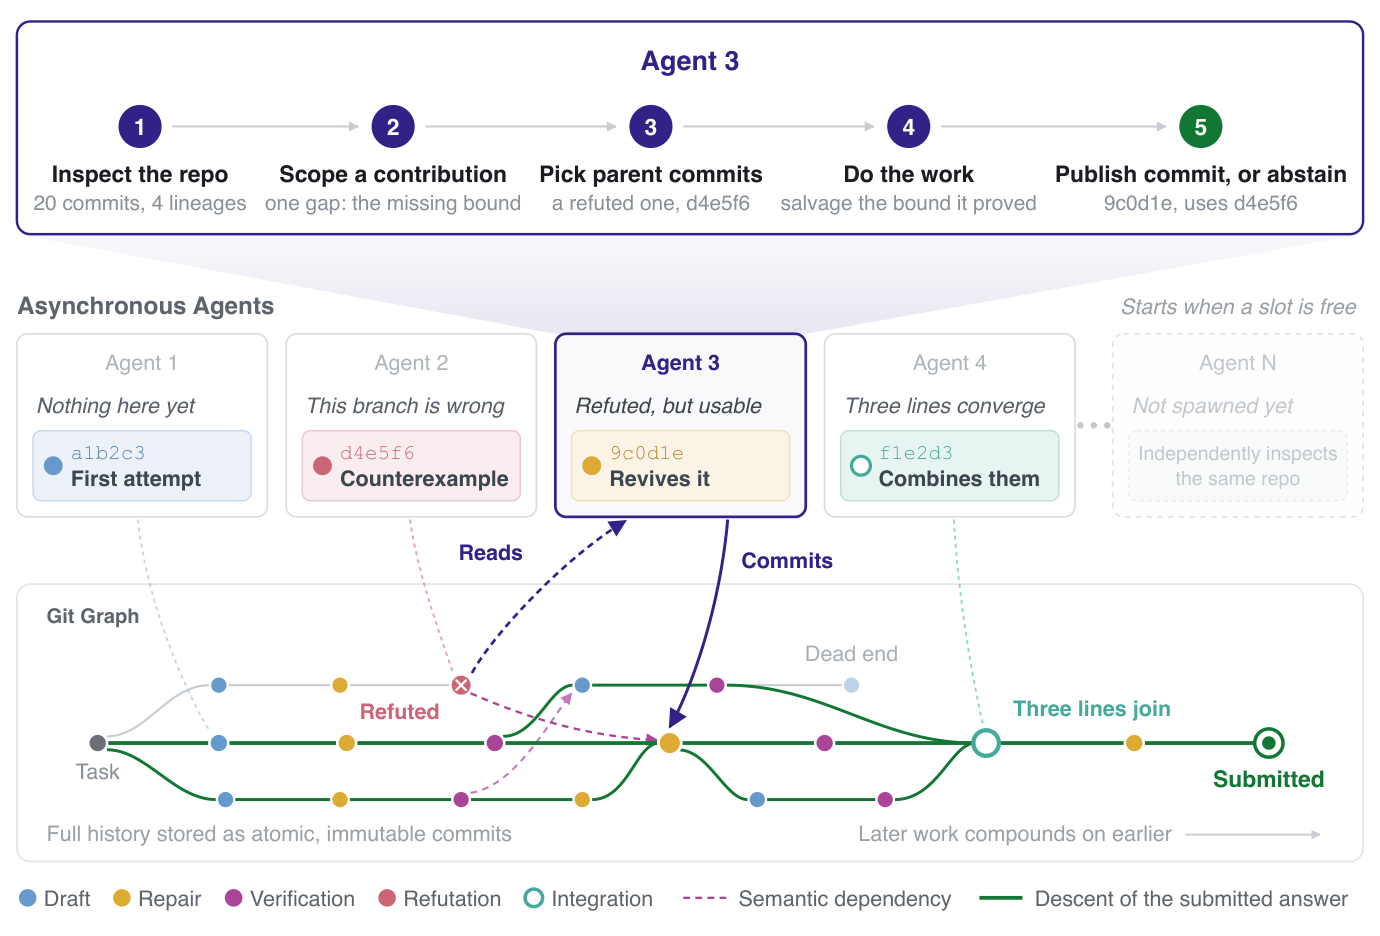 Agent 3
1
2
3
4
5
Inspect the repo
20 commits, 4 lineages
Scope a contribution
one gap: the missing bound
Pick parent commits
a refuted one, d4e5f6
Do the work
salvage the bound it proved
Publish commit, or abstain
9c0d1e, uses d4e5f6
Asynchronous Agents
Starts when a slot is free
Agent 1
Nothing here yet
a1b2c3
First attempt
Agent 2
This branch is wrong
d4e5f6
Counterexample
Agent 3
Refuted, but usable
9c0d1e
Revives it
Agent 4
Three lines converge
f1e2d3
Combines them
Agent N
Not spawned yet
Independently inspects
the same repo
Reads
Commits
Git Graph
Dead end
Refuted
Three lines join
Task
Submitted
Full history stored as atomic, immutable commits
Later work compounds on earlier
Draft
Repair
Verification
Refutation
Integration
Semantic dependency
Descent of the submitted answer